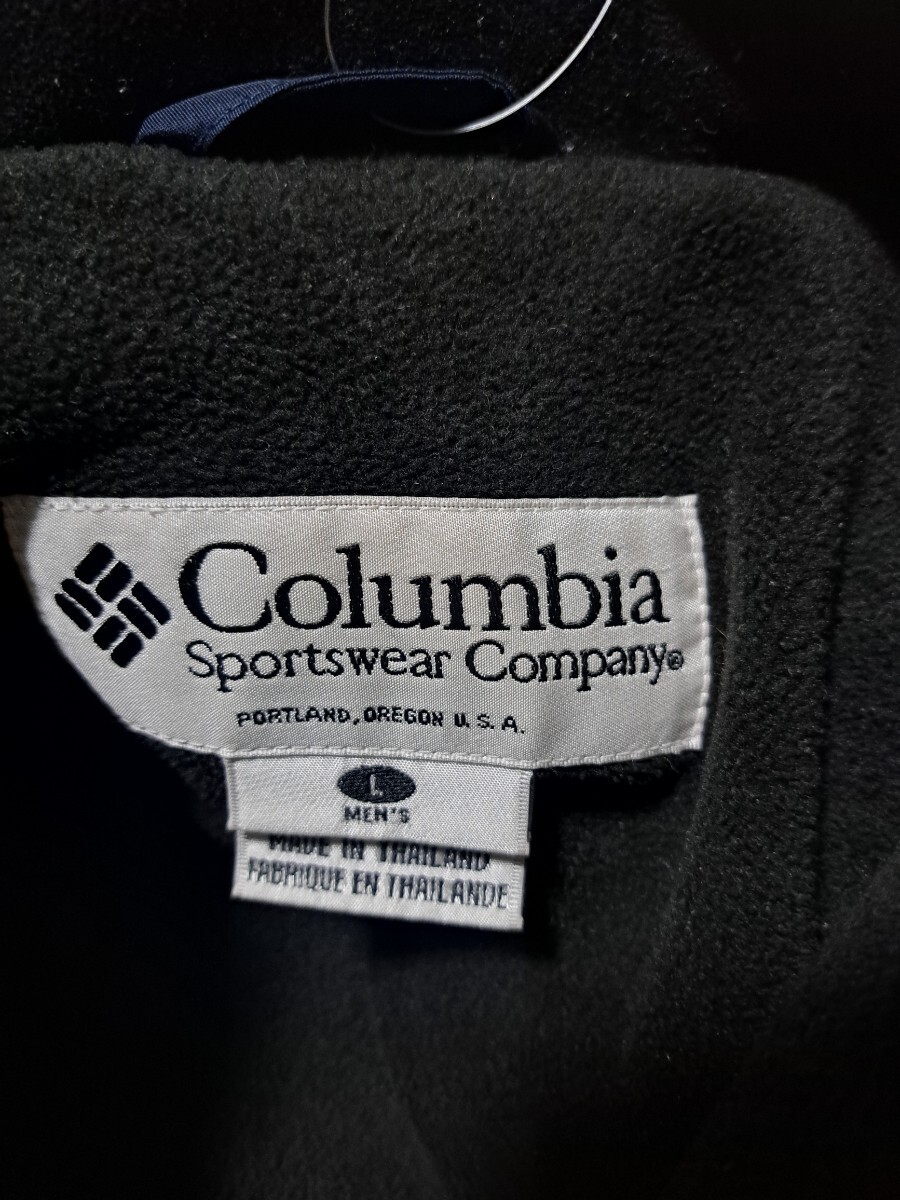 Columbia
Sportswear Company®
PORTLAND, OREGON U.S.A.
L
MEN'S
MADE IN THAILAND
FABRIQUE EN THAILANDE